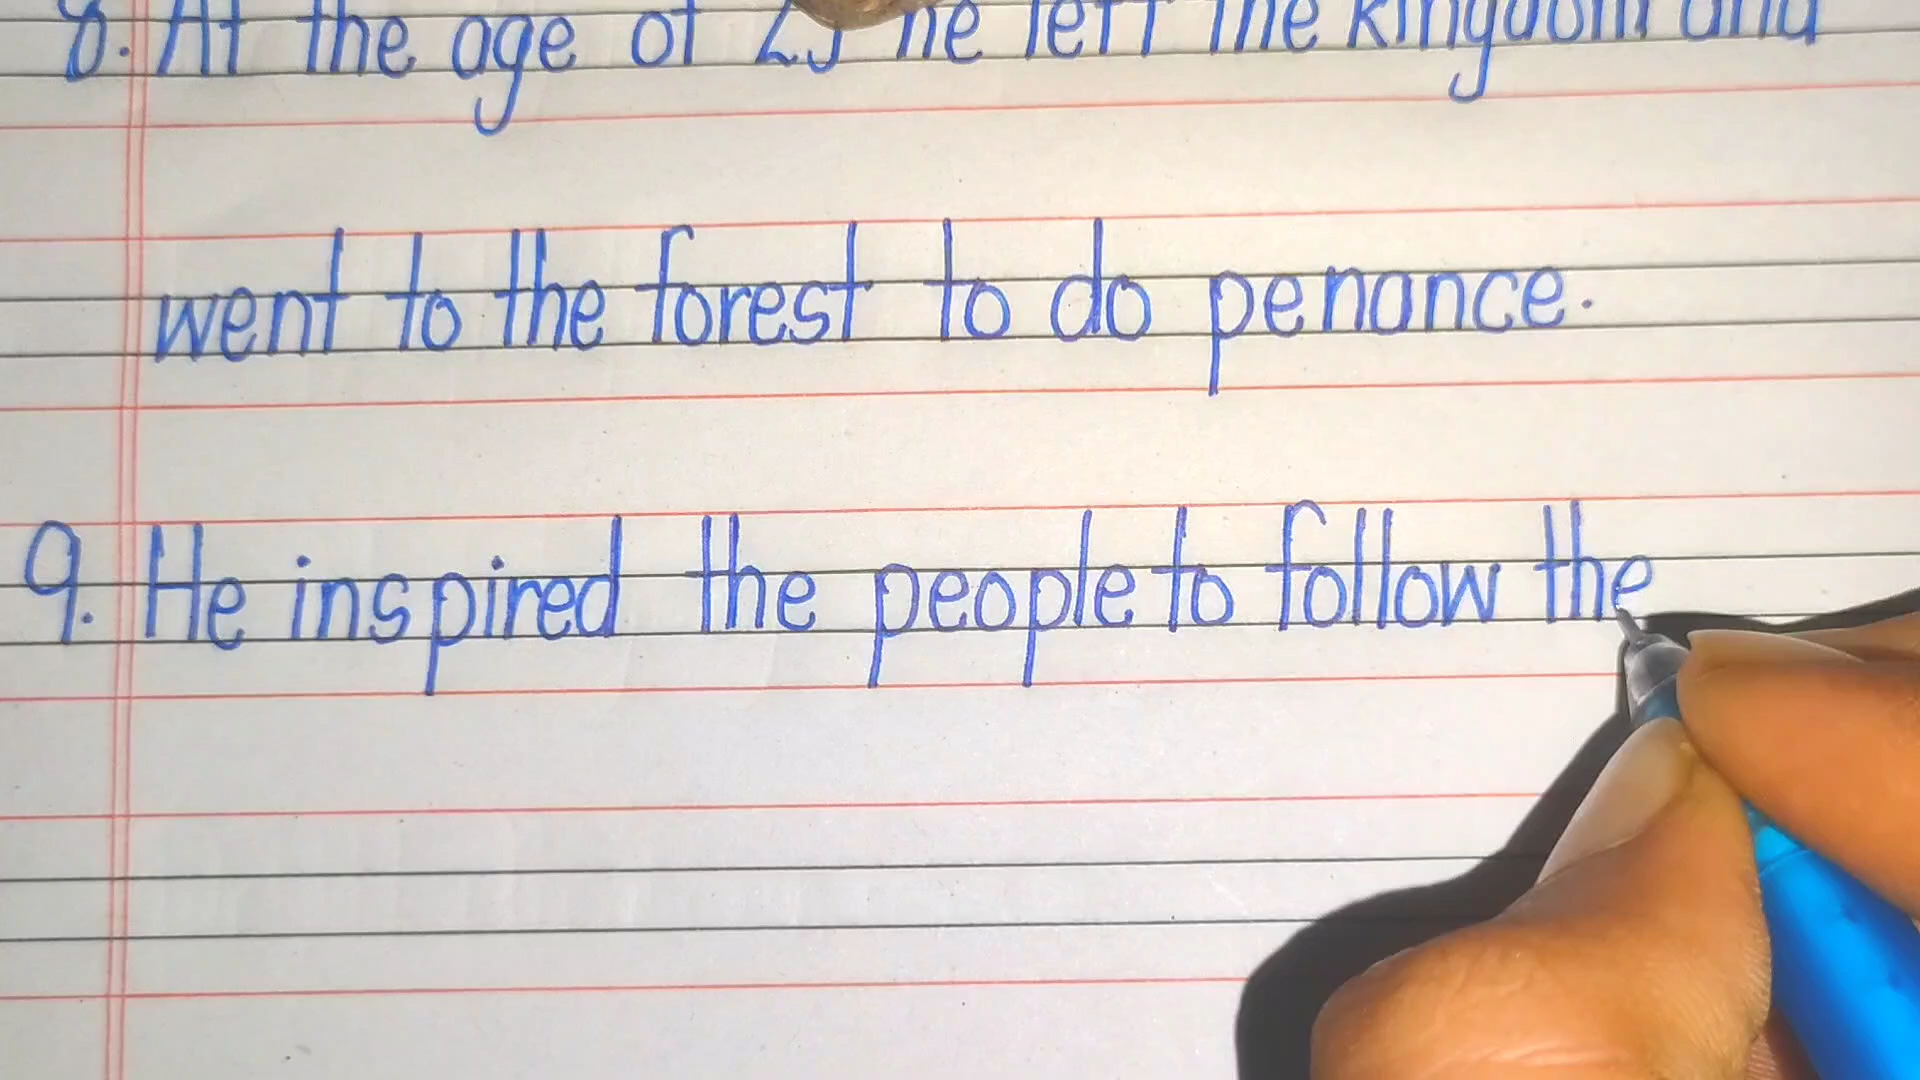 8. At the age of he left the kingdom and
went to the forest to do penance.
9. He inspired the people to follow the